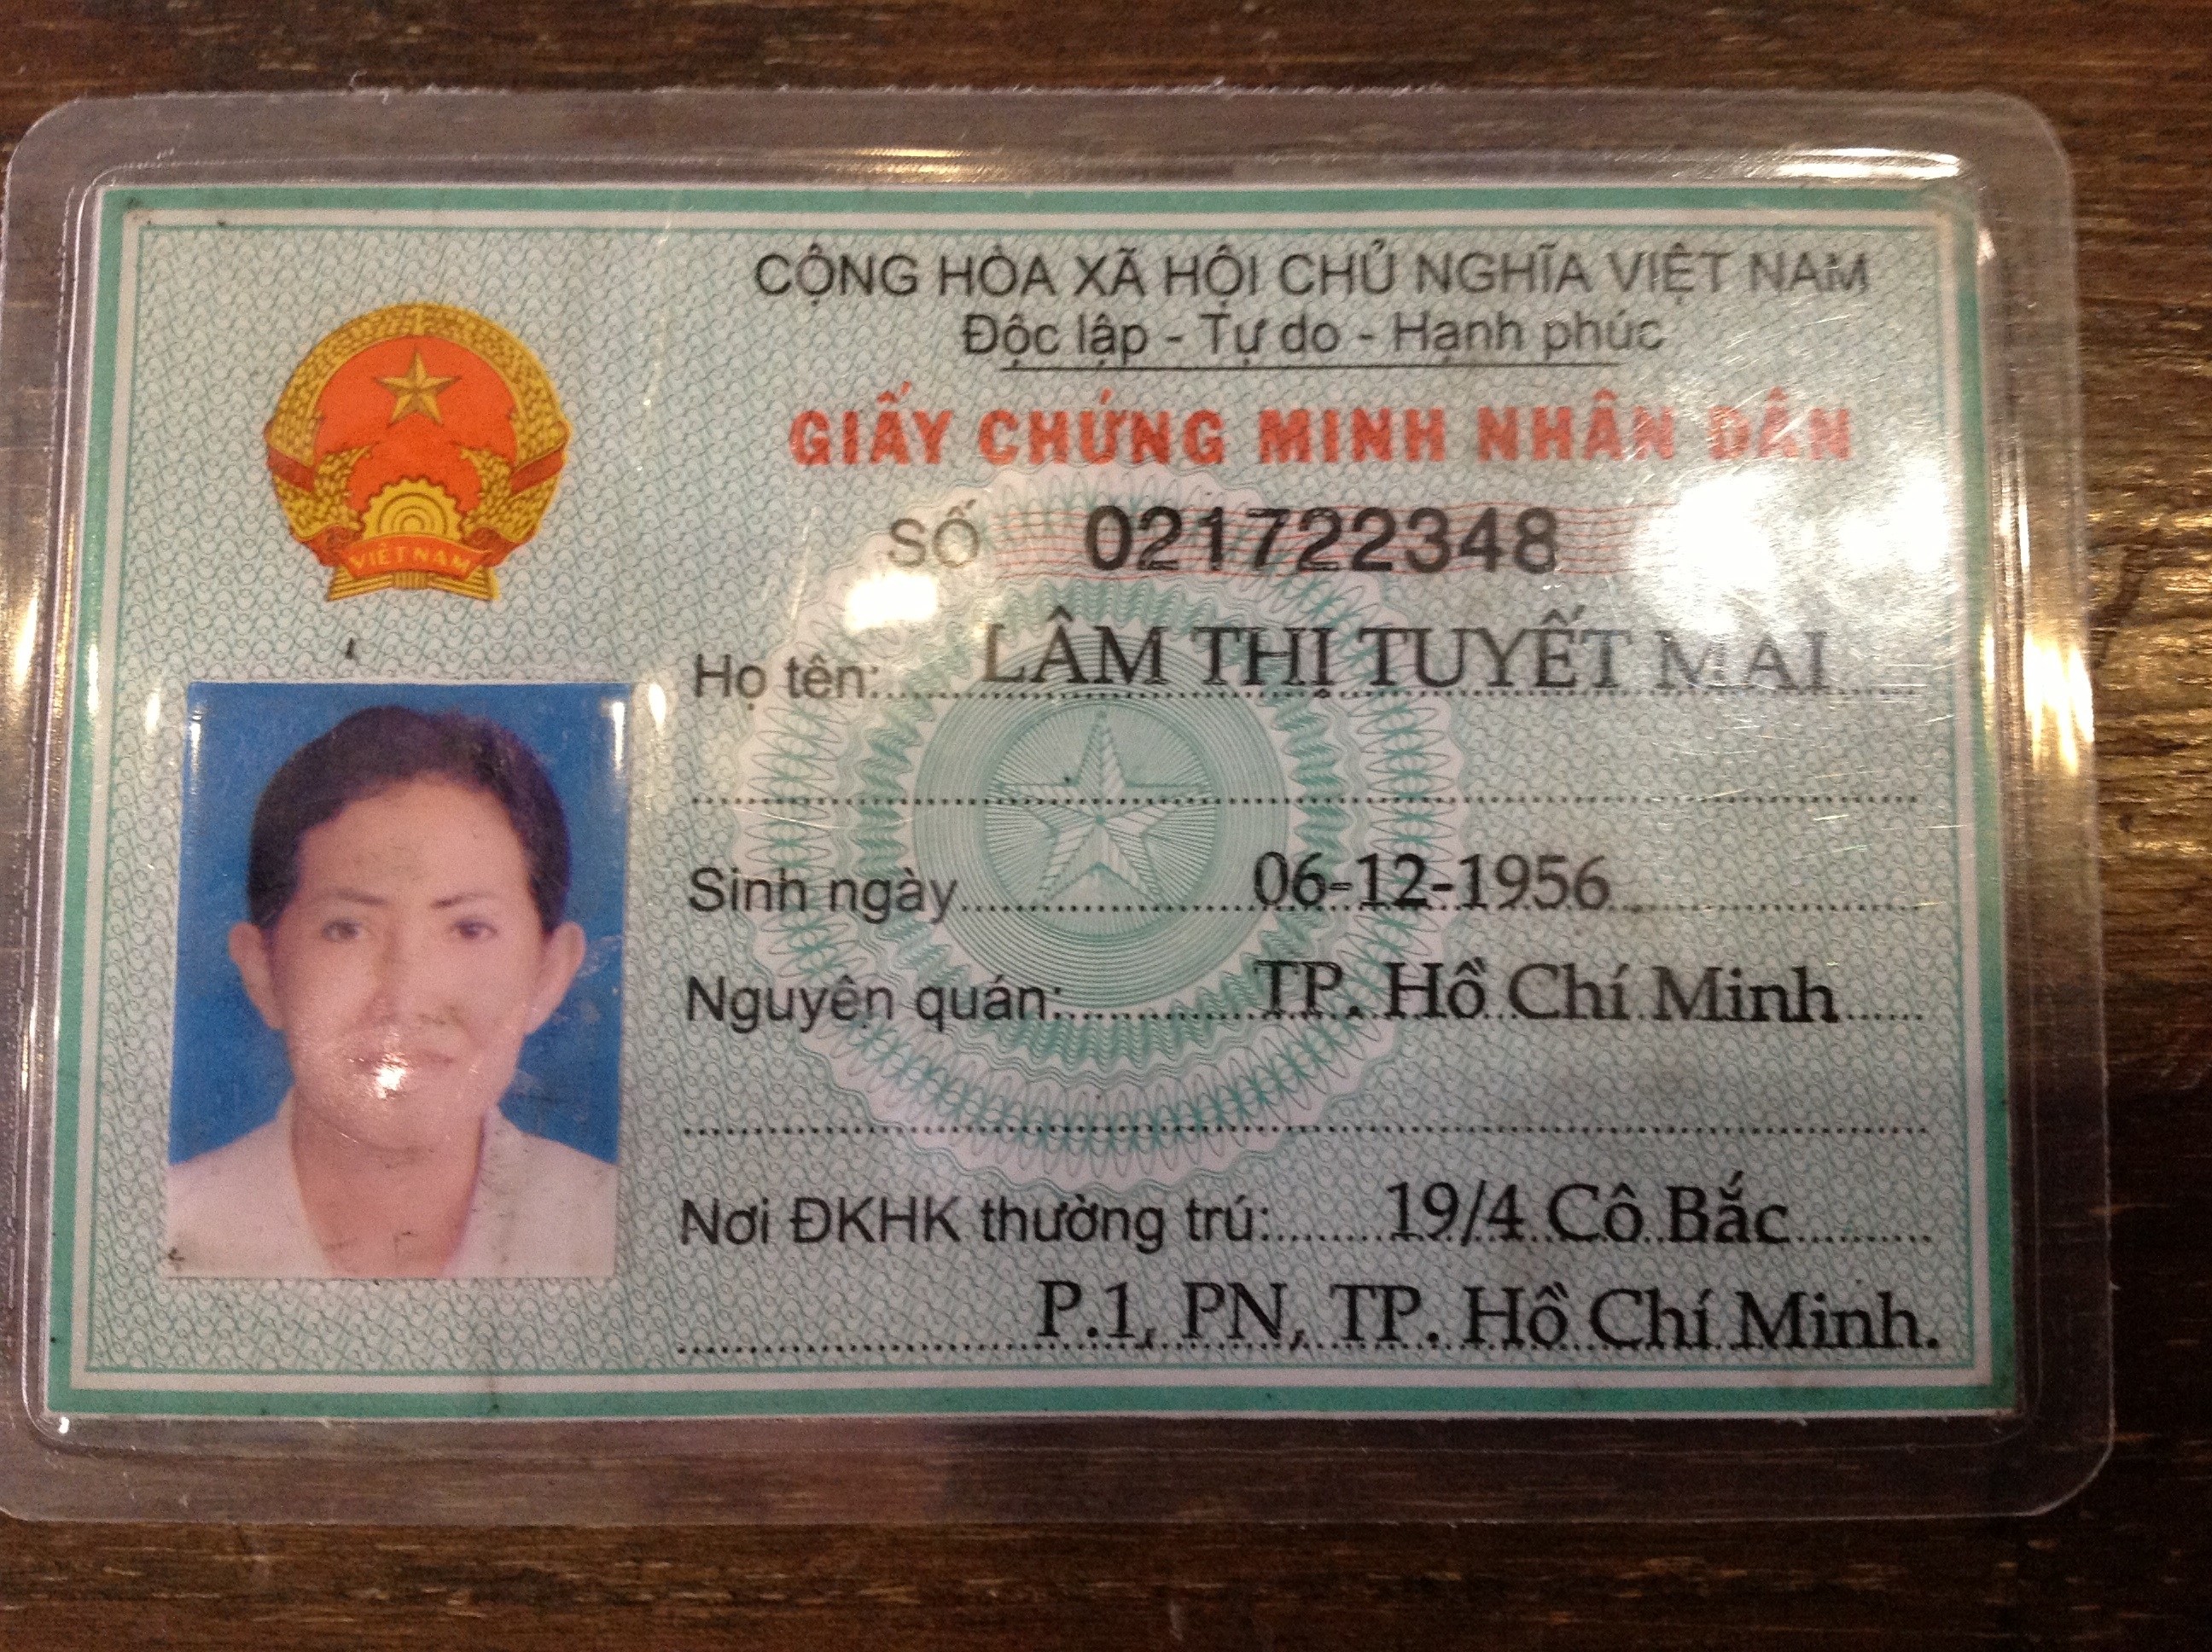 CỘNG HÒA XÃ HỘI CHỦ NGHĨA VIỆT NAM
Độc lập - Tự do - Hạnh phúc
GIẤY CHỨNG MINH NHÂN DÂN
SỐ 021722348
VIỆT NAM
Họ tên: LÂM THỊ TUYẾT MAI
Sinh ngày 06-12-1956
Nguyên quán: TP. Hồ Chí Minh
Nơi ĐKHK thường trú: 19/4 Cô Bắc
P.1, PN, TP. Hồ Chí Minh.